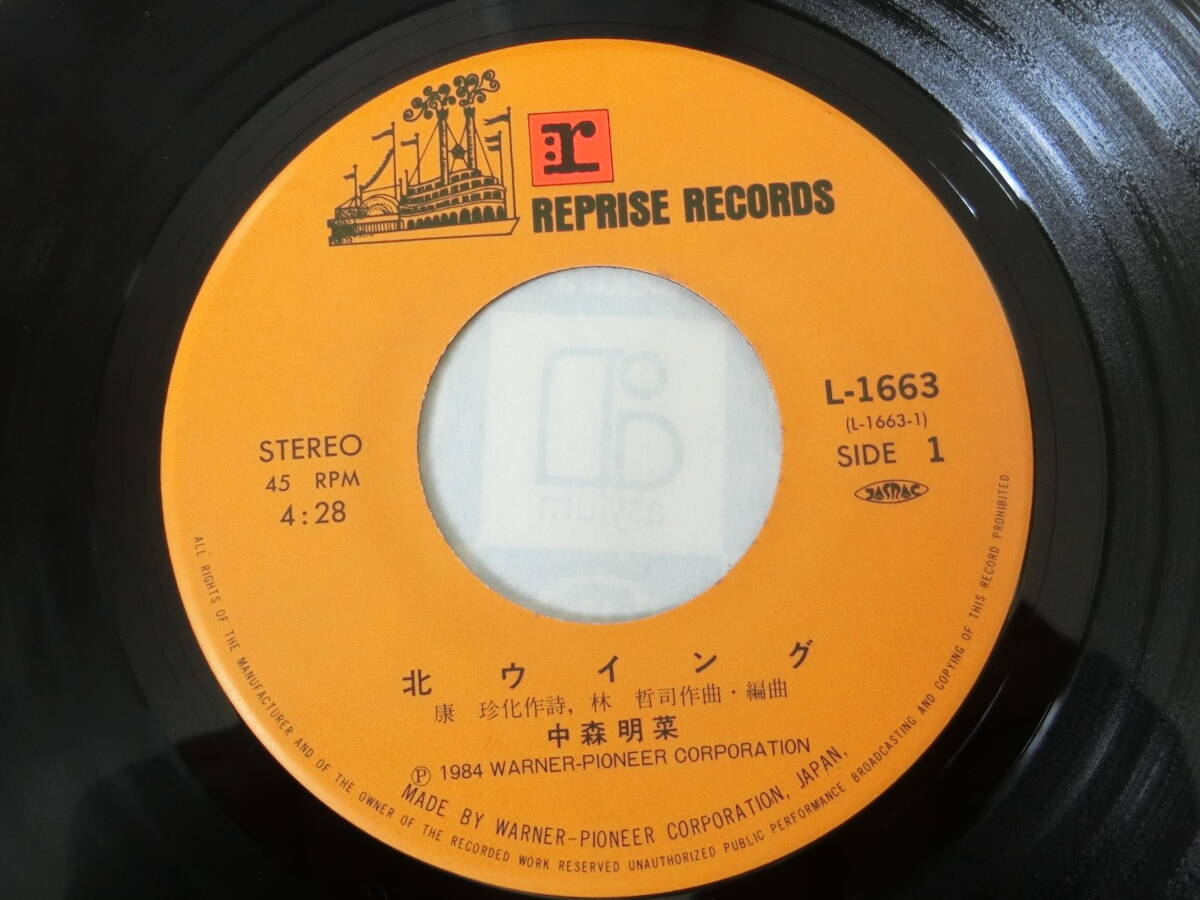 r
REPRISE RECORDS
L-1663
(L-1663-1)
SIDE 1
JASRAC
STEREO
45 RPM
4:28
asylum
北ウイング
康 珍化作詩, 林 哲司作曲・編曲
中森明菜
Ⓟ 1984 WARNER-PIONEER CORPORATION
MADE BY WARNER-PIONEER CORPORATION, JAPAN.
ALL RIGHTS OF THE MANUFACTURER AND OF THE OWNER OF THE RECORDED WORK RESERVED UNAUTHORIZED PUBLIC PERFORMANCE BROADCASTING AND COPYING OF THIS RECORD PROHIBITED